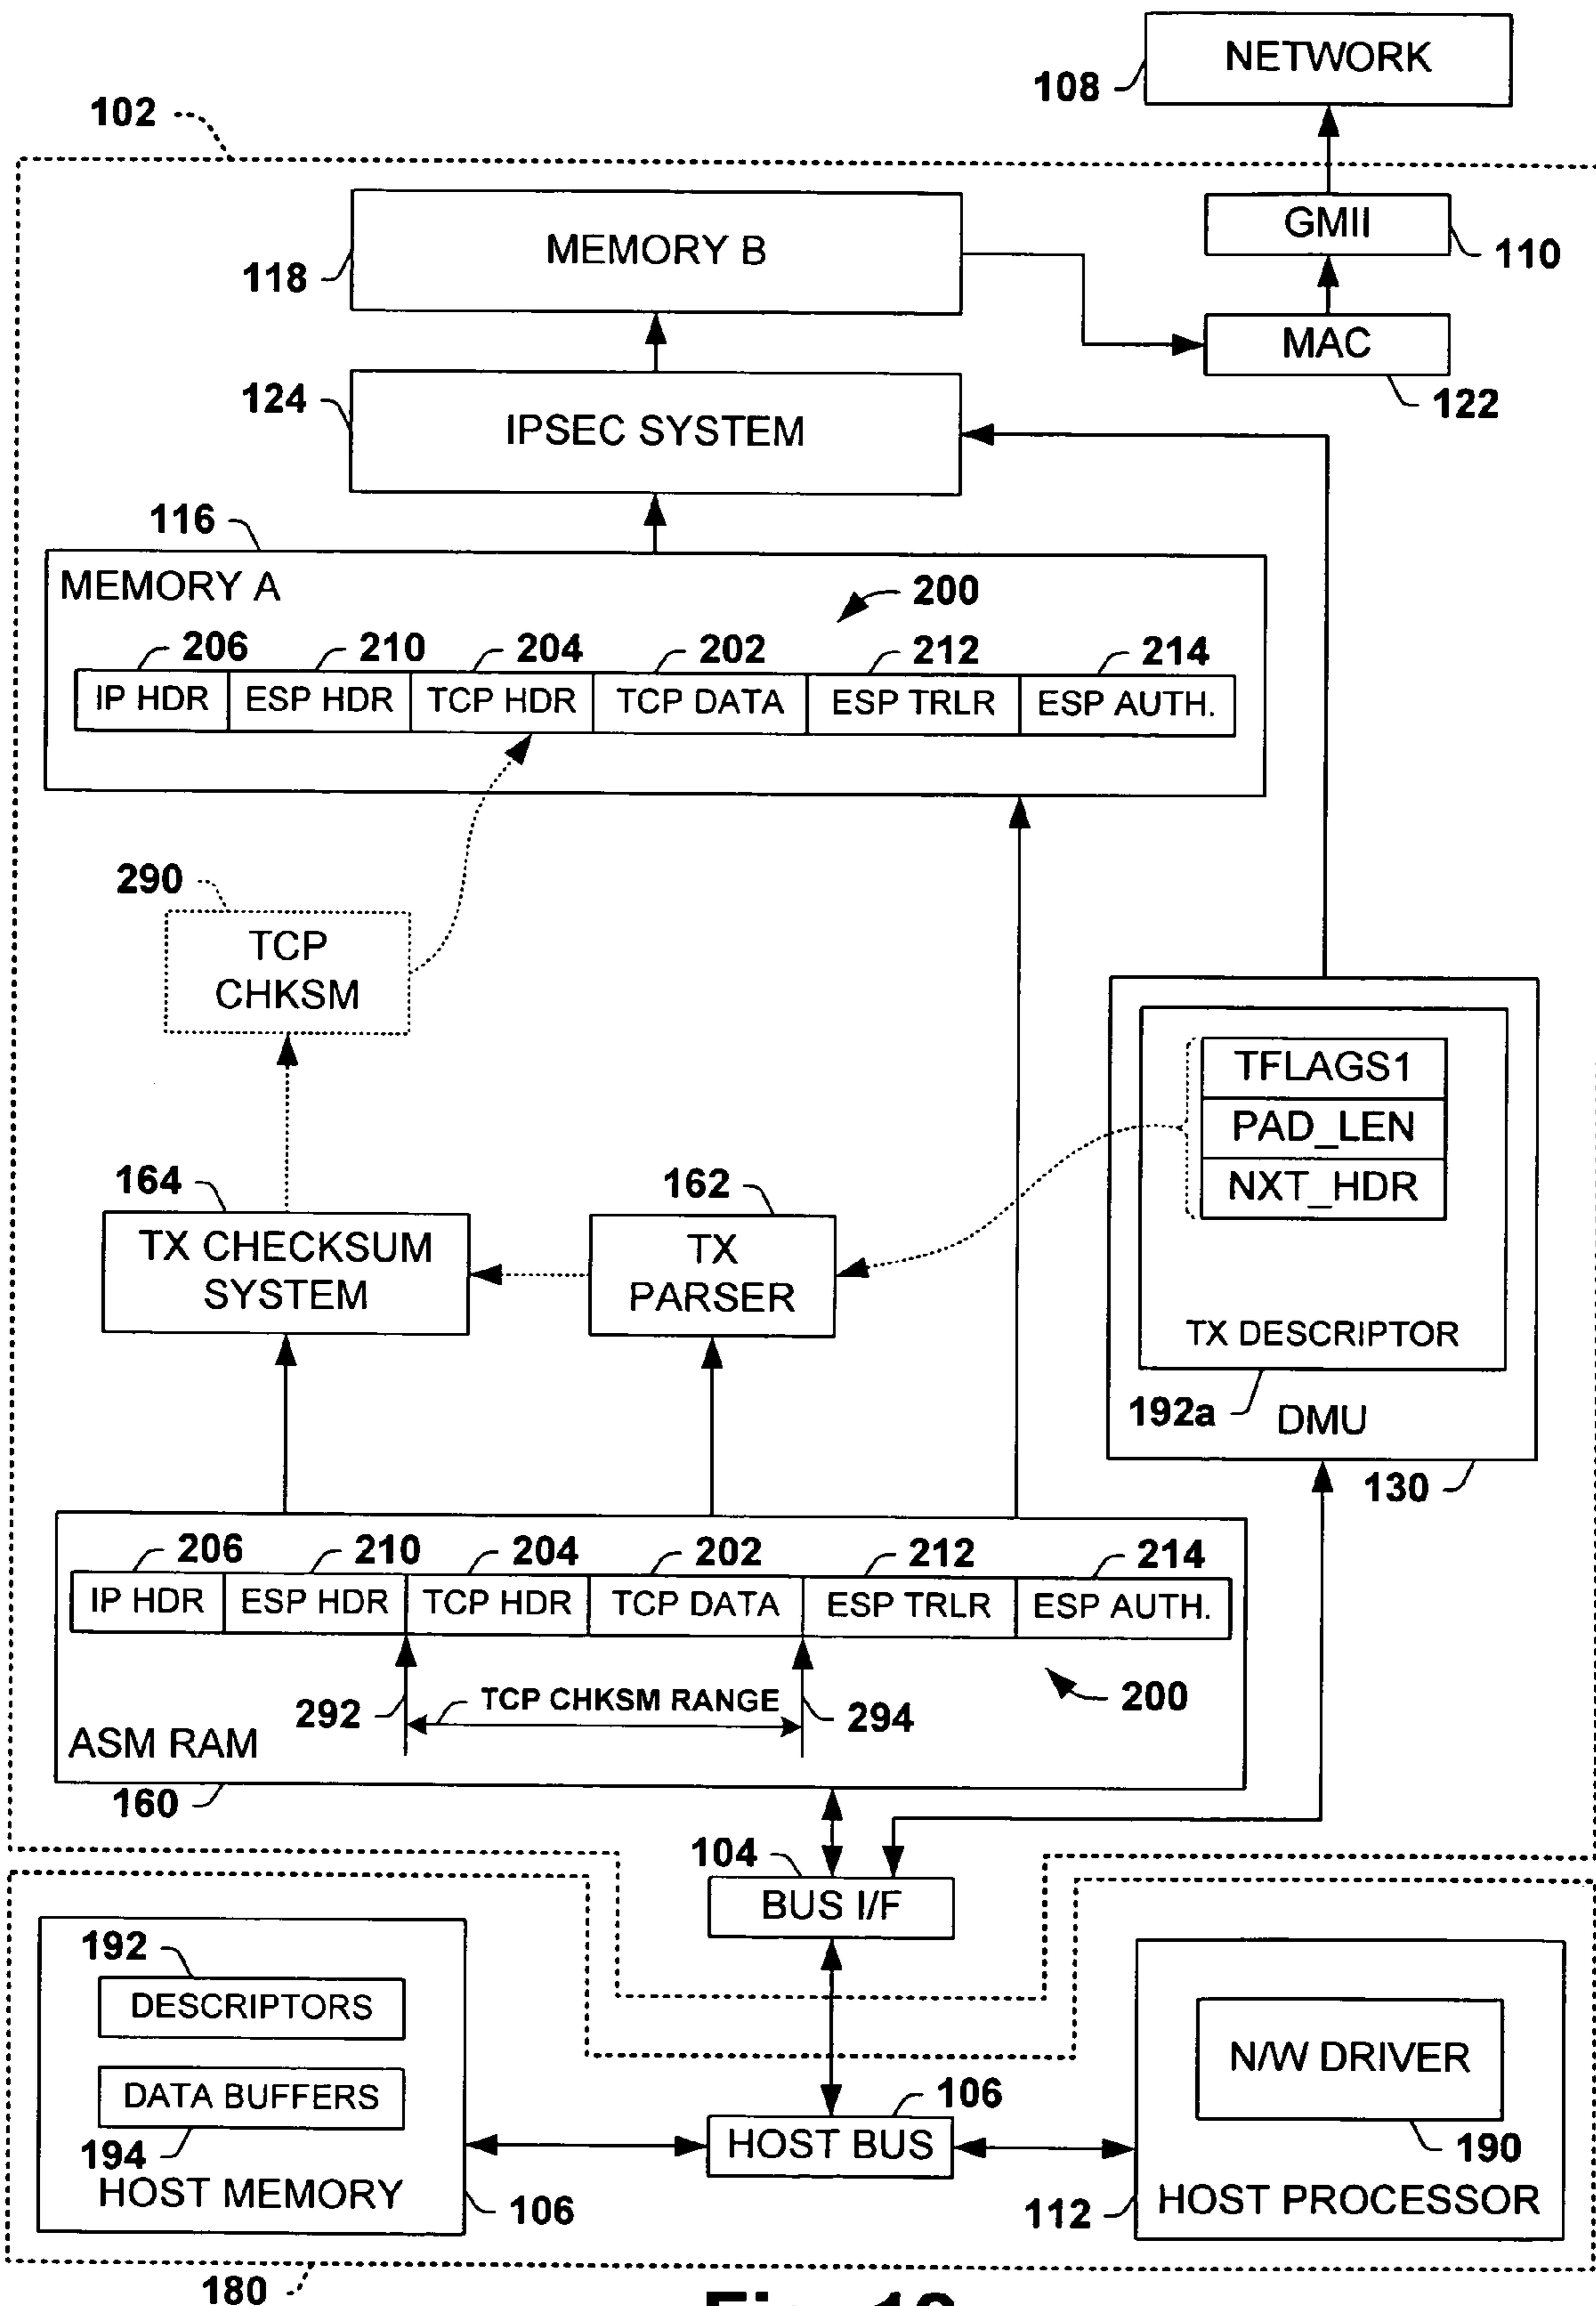 NETWORK
108
102
GMII
110
MEMORY B
118
MAC
122
124
IPSEC SYSTEM
116
MEMORY A
200
206 210 204 202 212 214
IP HDR ESP HDR TCP HDR TCP DATA ESP TRLR ESP AUTH.
290
TCP
CHKSM
TFLAGS1
PAD_LEN
NXT_HDR
164
162
TX CHECKSUM
SYSTEM
TX
PARSER
TX DESCRIPTOR
192a
DMU
130
206 210 204 202 212 214
IP HDR ESP HDR TCP HDR TCP DATA ESP TRLR ESP AUTH.
292
TCP CHKSM RANGE
294
200
ASM RAM
160
104
BUS I/F
192
DESCRIPTORS
DATA BUFFERS
194
HOST MEMORY
106
106
HOST BUS
N/W DRIVER
190
112
HOST PROCESSOR
180